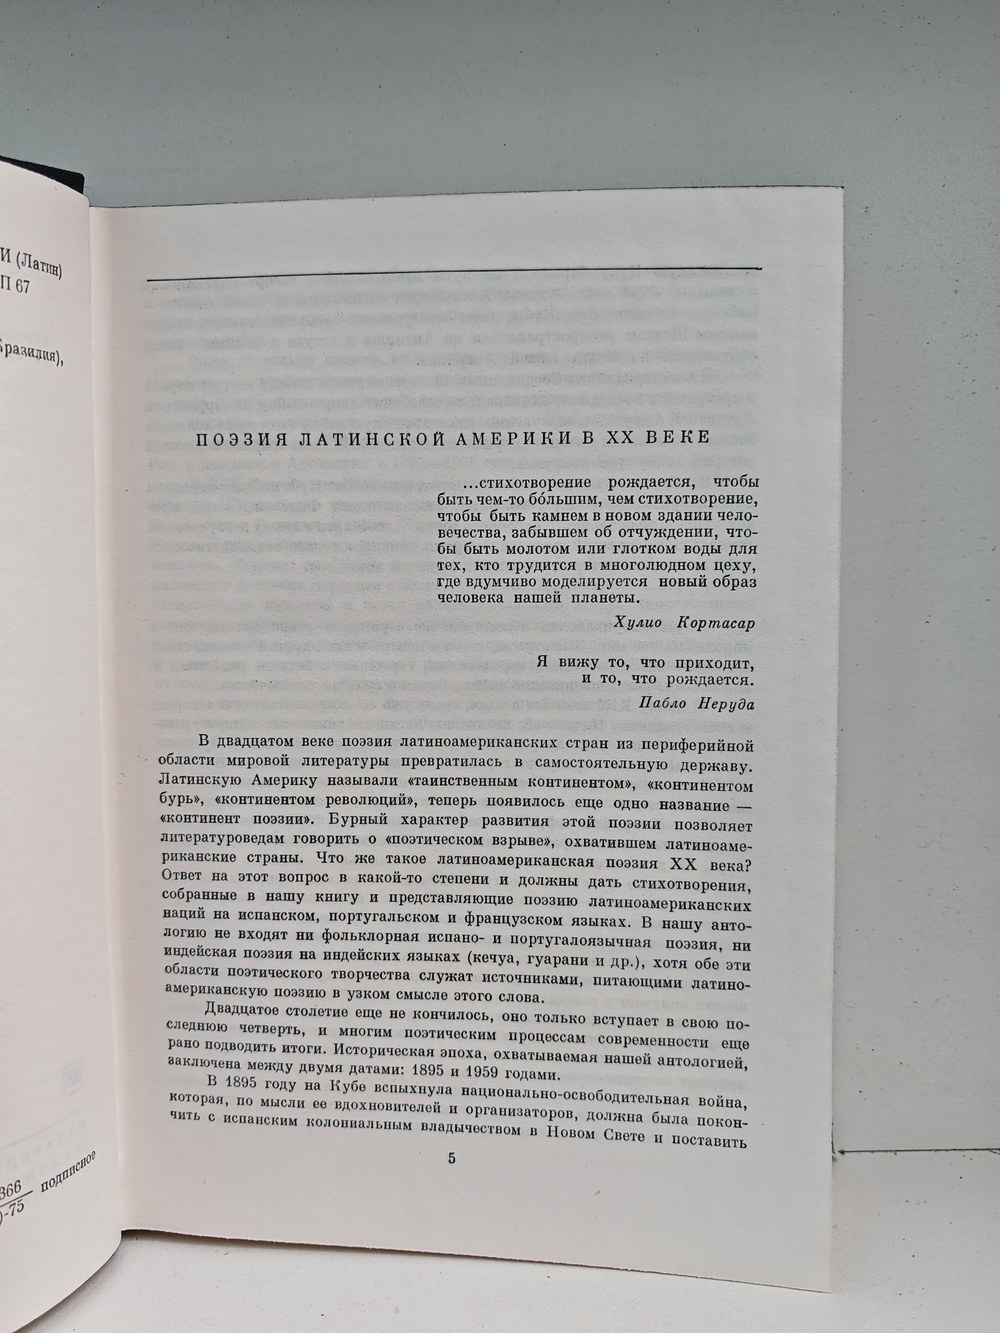 И (Латин)
П 67
Бразилия),
366
)-75
подписное
ПОЭЗИЯ ЛАТИНСКОЙ АМЕРИКИ В XX ВЕКЕ
...стихотворение рождается, чтобы
быть чем-то бо́льшим, чем стихотворение,
чтобы быть камнем в новом здании чело-
вечества, забывшем об отчуждении, что-
бы быть молотом или глотком воды для
тех, кто трудится в многолюдном цеху,
где вдумчиво моделируется новый образ
человека нашей планеты.
Хулио Кортасар
Я вижу то, что приходит,
и то, что рождается.
Пабло Неруда
В двадцатом веке поэзия латиноамериканских стран из периферийной
области мировой литературы превратилась в самостоятельную державу.
Латинскую Америку называли «таинственным континентом», «континентом
бурь», «континентом революций», теперь появилось еще одно название —
«континент поэзии». Бурный характер развития этой поэзии позволяет
литературоведам говорить о «поэтическом взрыве», охватившем латиноаме-
риканские страны. Что же такое латиноамериканская поэзия XX века?
Ответ на этот вопрос в какой-то степени и должны дать стихотворения,
собранные в нашу книгу и представляющие поэзию латиноамериканских
наций на испанском, португальском и французском языках. В нашу анто-
логию не входят ни фольклорная испано- и португалоязычная поэзия, ни
индейская поэзия на индейских языках (кечуа, гуарани и др.), хотя обе эти
области поэтического творчества служат источниками, питающими латино-
американскую поэзию в узком смысле этого слова.
Двадцатое столетие еще не кончилось, оно только вступает в свою по-
следнюю четверть, и многим поэтическим процессам современности еще
рано подводить итоги. Историческая эпоха, охватываемая нашей антологией,
заключена между двумя датами: 1895 и 1959 годами.
В 1895 году на Кубе вспыхнула национально-освободительная война,
которая, по мысли ее вдохновителей и организаторов, должна была покон-
чить с испанским колониальным владычеством в Новом Свете и поставить
5